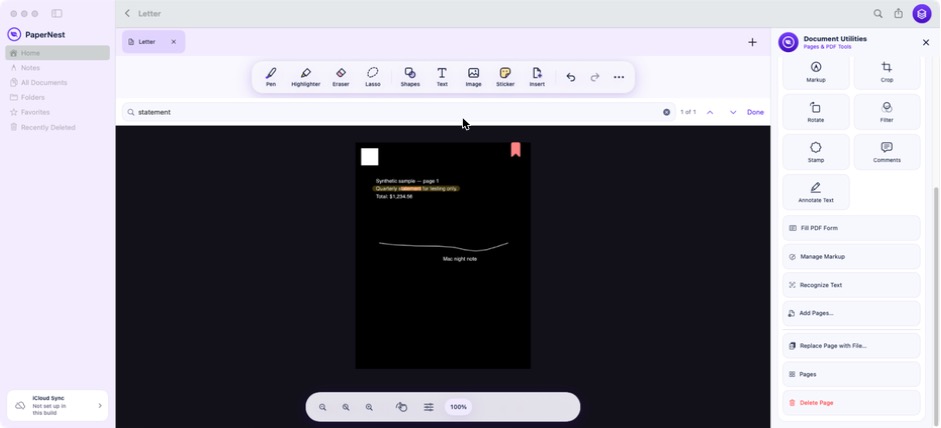 Letter
PaperNest
Home
Notes
All Documents
Folders
Favorites
Recently Deleted
iCloud Sync
Not set up in
this build
Letter
Pen
Highlighter
Eraser
Lasso
Shapes
Text
Image
Sticker
Insert
statement
1 of 1
Done
Synthetic sample — page 1
Quarterly statement for testing only.
Total: $1,234.56
Mac night note
100%
Document Utilities
Pages & PDF Tools
Markup
Crop
Rotate
Filter
Stamp
Comments
Annotate Text
Fill PDF Form
Manage Markup
Recognize Text
Add Pages...
Replace Page with File...
Pages
Delete Page